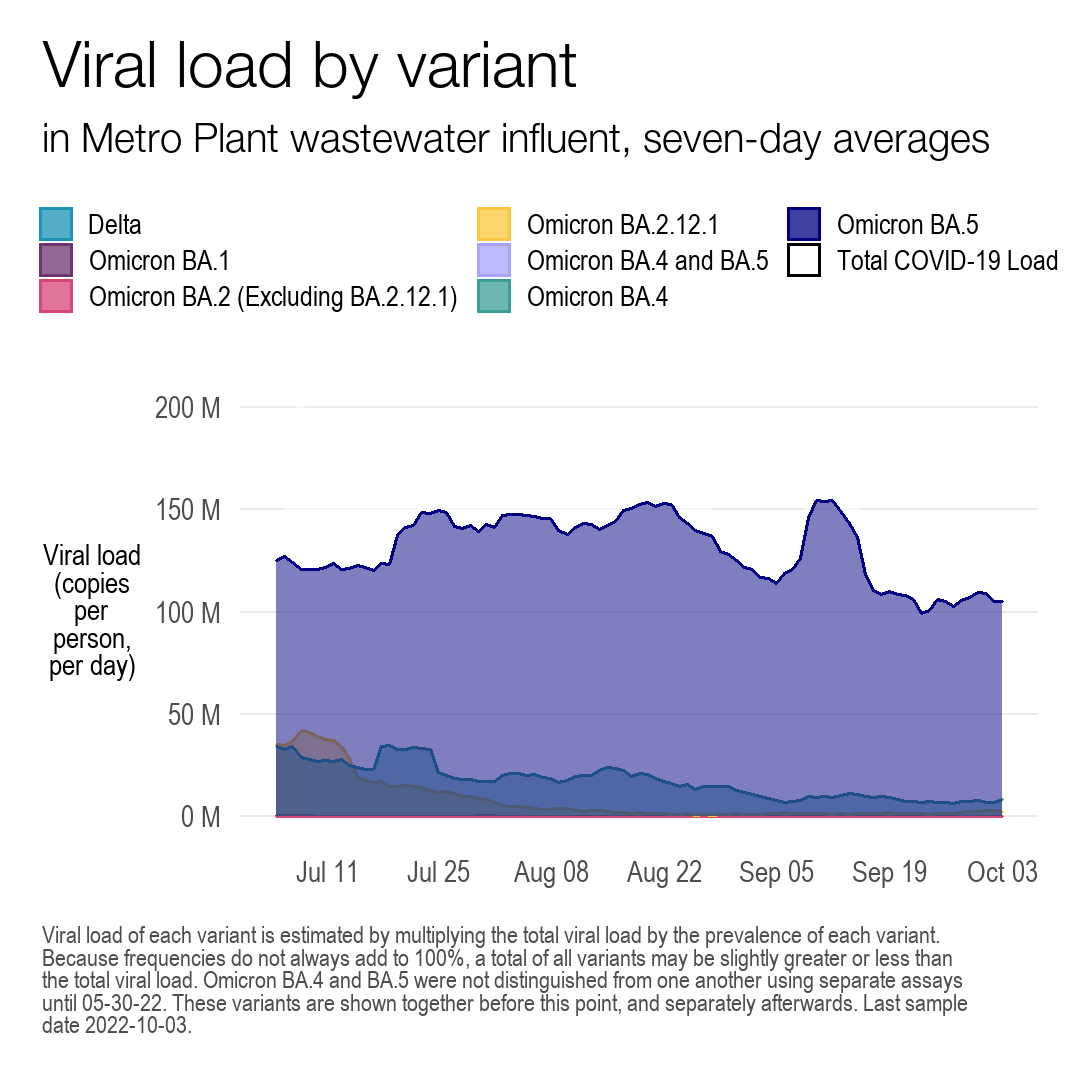 Viral load by variant
in Metro Plant wastewater influent, seven-day averages
Delta
Omicron BA.1
Omicron BA.2 (Excluding BA.2.12.1)
Omicron BA.2.12.1
Omicron BA.4 and BA.5
Omicron BA.4
Omicron BA.5
Total COVID-19 Load
200 M
150 M
100 M
50 M
0 M
Viral load
(copies
per
person,
per day)
Jul 11
Jul 25
Aug 08
Aug 22
Sep 05
Sep 19
Oct 03
Viral load of each variant is estimated by multiplying the total viral load by the prevalence of each variant.
Because frequencies do not always add to 100%, a total of all variants may be slightly greater or less than
the total viral load. Omicron BA.4 and BA.5 were not distinguished from one another using separate assays
until 05-30-22. These variants are shown together before this point, and separately afterwards. Last sample
date 2022-10-03.